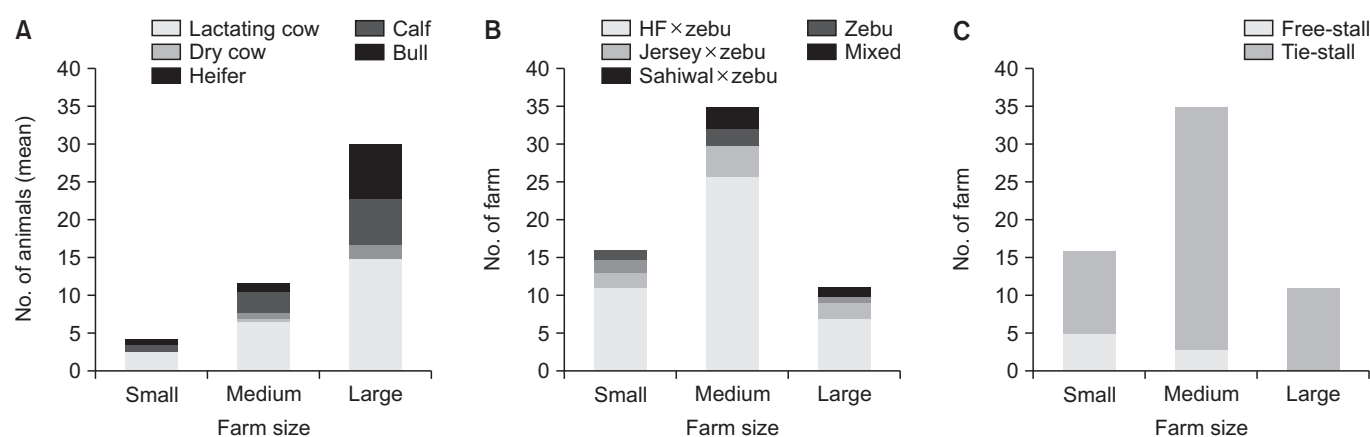 A
Lactating cow
Dry cow
Heifer
Calf
Bull
No. of animals (mean)
40
35
30
25
20
15
10
5
0
Small
Medium
Large
Farm size
B
HF×zebu
Jersey×zebu
Sahiwal×zebu
Zebu
Mixed
No. of farm
40
35
30
25
20
15
10
5
0
Small
Medium
Large
Farm size
C
Free-stall
Tie-stall
No. of farm
40
35
30
25
20
15
10
5
0
Small
Medium
Large
Farm size